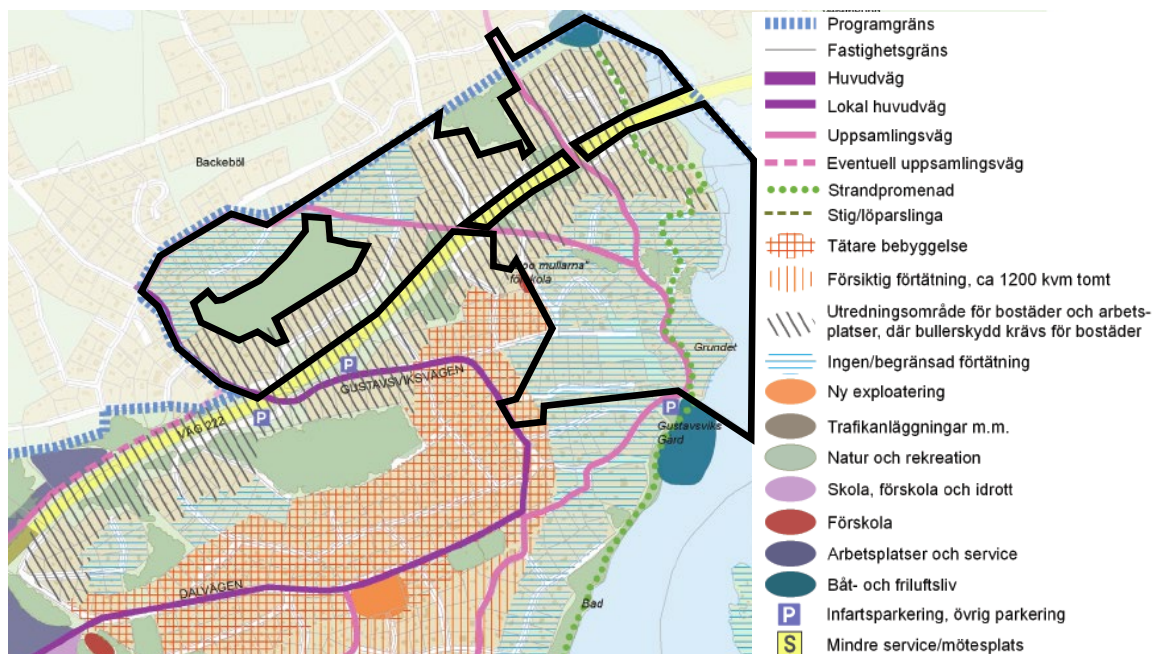 Programgräns
Fastighetsgräns
Huvudväg
Lokal huvudväg
Uppsamlingsväg
Eventuell uppsamlingsväg
Strandpromenad
Stig/löparslinga
Tätare bebyggelse
Försiktig förtätning, ca 1200 kvm tomt
Utredningsområde för bostäder och arbets-
platser, där bullerskydd krävs för bostäder
Ingen/begränsad förtätning
Ny exploatering
Trafikanläggningar m.m.
Natur och rekreation
Skola, förskola och idrott
Förskola
Arbetsplatser och service
Båt- och friluftsliv
P
Infartsparkering, övrig parkering
S
Mindre service/mötesplats
Backeböl
mullarna"
förskola
Grundet
P
GUSTAVSVIKSVÄGEN
P
VÄG 222
P
Gustavsviks
Gård
DALVÄGEN
Bad